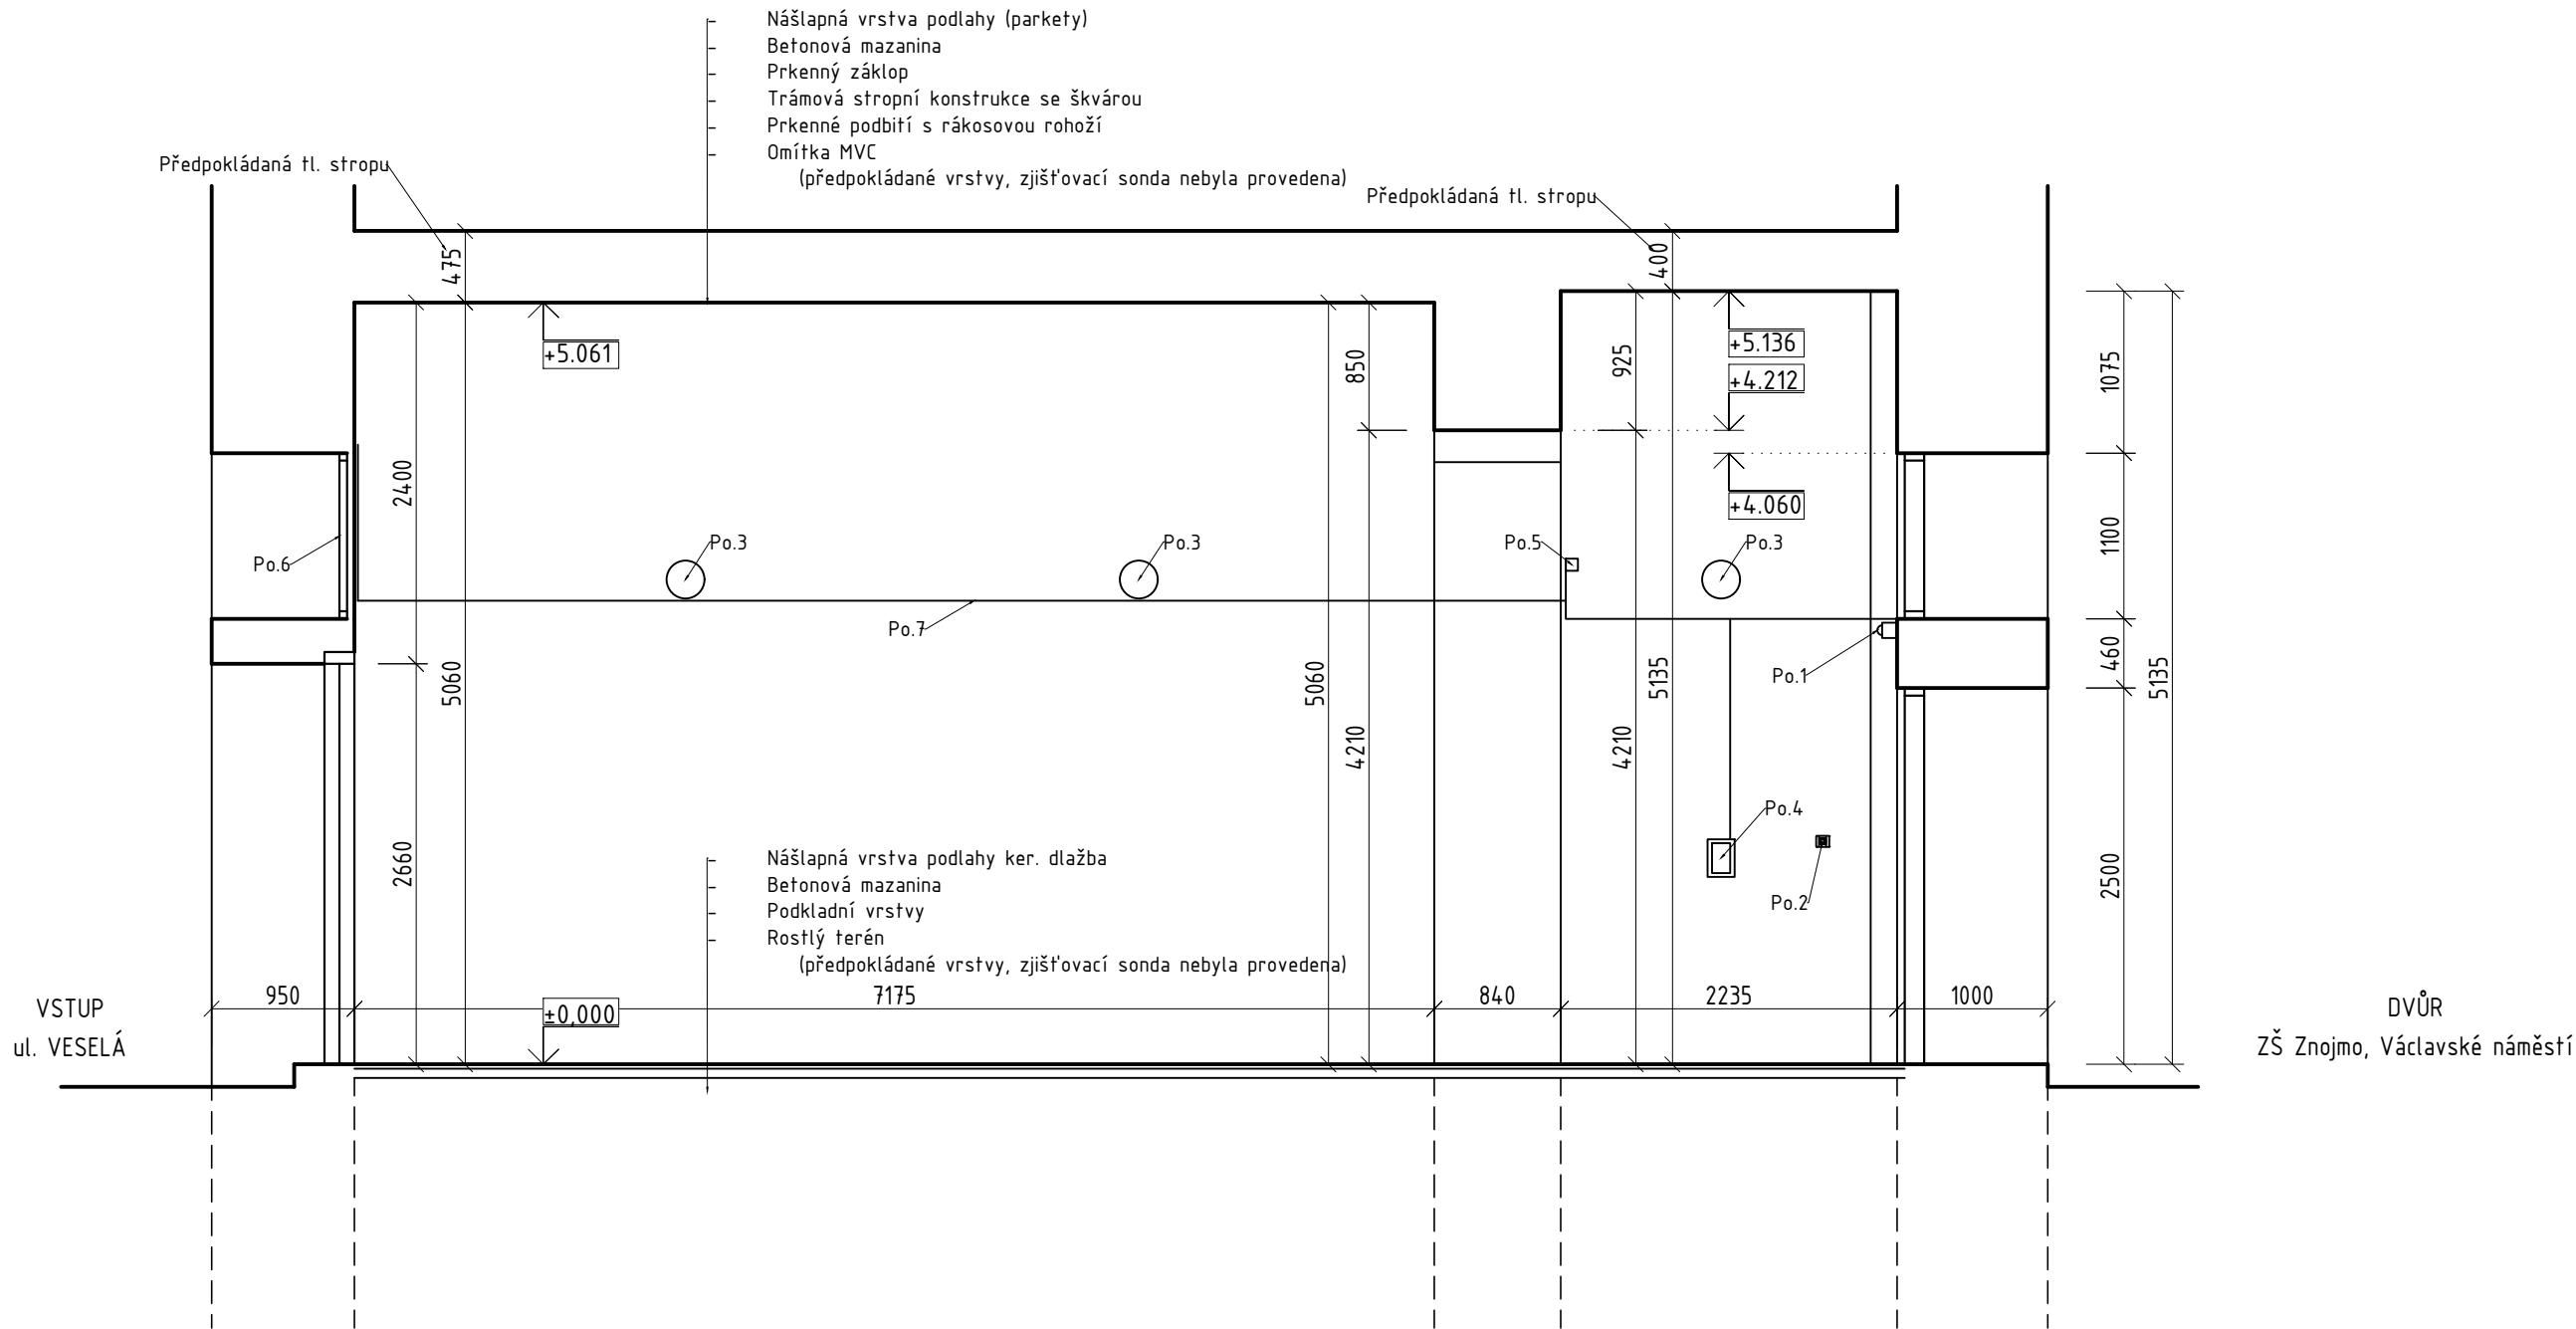 Nášlapná vrstva podlahy (parkety)
Betonová mazanina
Prkenný záklop
Trámová stropní konstrukce se škvárou
Prkenné podbití s rákosovou rohoží
Omítka MVC
(předpokládané vrstvy, zjišťovací sonda nebyla provedena)
Předpokládaná tl. stropu
Předpokládaná tl. stropu
475
400
+5.061
+5.136
+4.212
+4.060
850
925
1075
2400
1100
Po.6
Po.3
Po.3
Po.5
Po.3
Po.7
Po.1
460
5060
5060
5135
5135
4210
4210
Po.4
Po.2
2660
2500
Nášlapná vrstva podlahy ker. dlažba
Betonová mazanina
Podkladní vrstvy
Rostlý terén
(předpokládané vrstvy, zjišťovací sonda nebyla provedena)
950
7175
840
2235
1000
±0,000
VSTUP
ul. VESELÁ
DVŮR
ZŠ Znojmo, Václavské náměstí